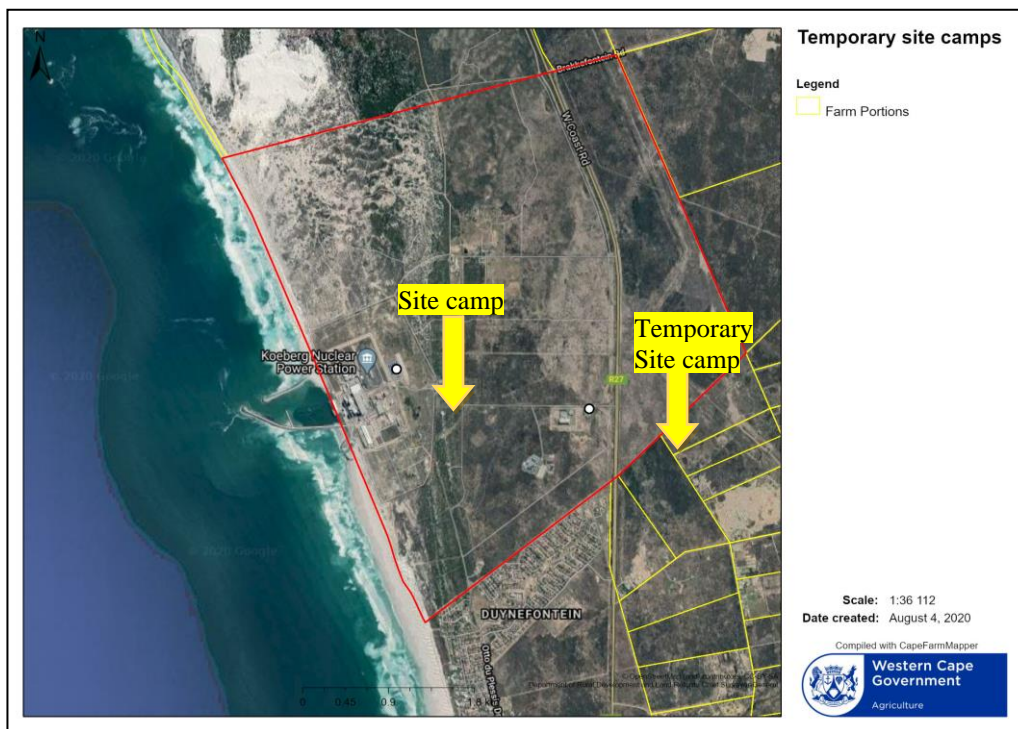 Temporary site camps
Legend
Farm Portions
N
Brakkefontein Rd
W Coast Rd
2020 Google
Site camp
Temporary
Site camp
Koeberg Nuclear
Power Station
© 2020 Google
R27
© 2020 Google
DUYNEFONTEIN
Otto du Plessis D
0 0,45 0,9
Scale: 1:36 112
Date created: August 4, 2020
Compiled with CapeFarmMapper
Western Cape
Government
Agriculture